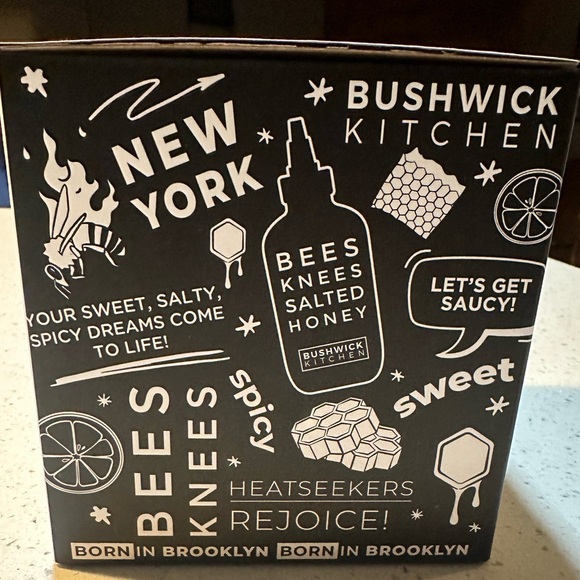 NEW
YORK
BUSHWICK
KITCHEN
BEES
KNEES
SALTED
HONEY
BUSHWICK
KITCHEN
LET'S GET
SAUCY!
YOUR SWEET, SALTY,
SPICY DREAMS COME
TO LIFE!
BEES
KNEES
spicy
sweet
HEATSEEKERS
REJOICE!
BORN IN BROOKLYN BORN IN BROOKLYN